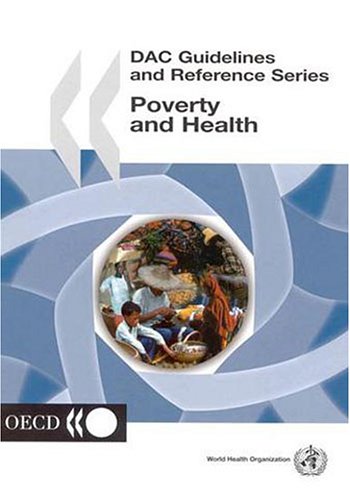 DAC Guidelines
and Reference Series
Poverty
and Health
OECD
World Health Organization